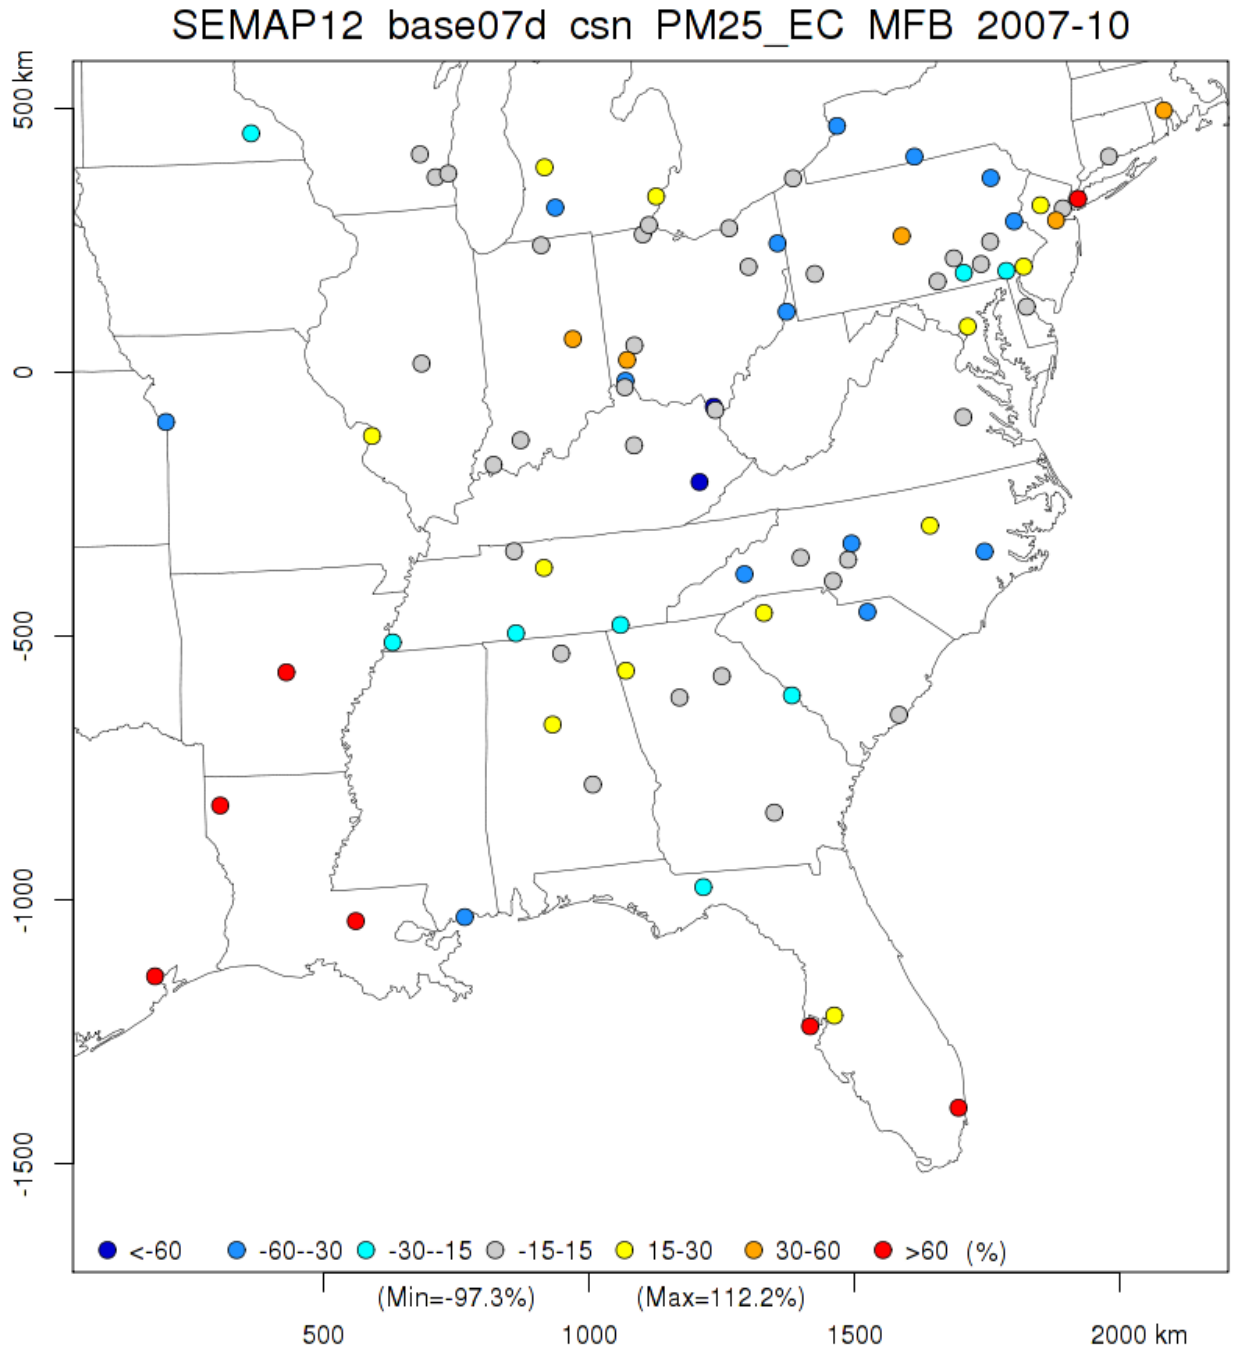 SEMAP12 base07d csn PM25_EC MFB 2007-10
500 km
0
-500
-1000
-1500
<-60 -60--30 -30--15 -15-15 15-30 30-60 >60 (%)
(Min=-97.3%) (Max=112.2%)
500 1000 1500 2000 km